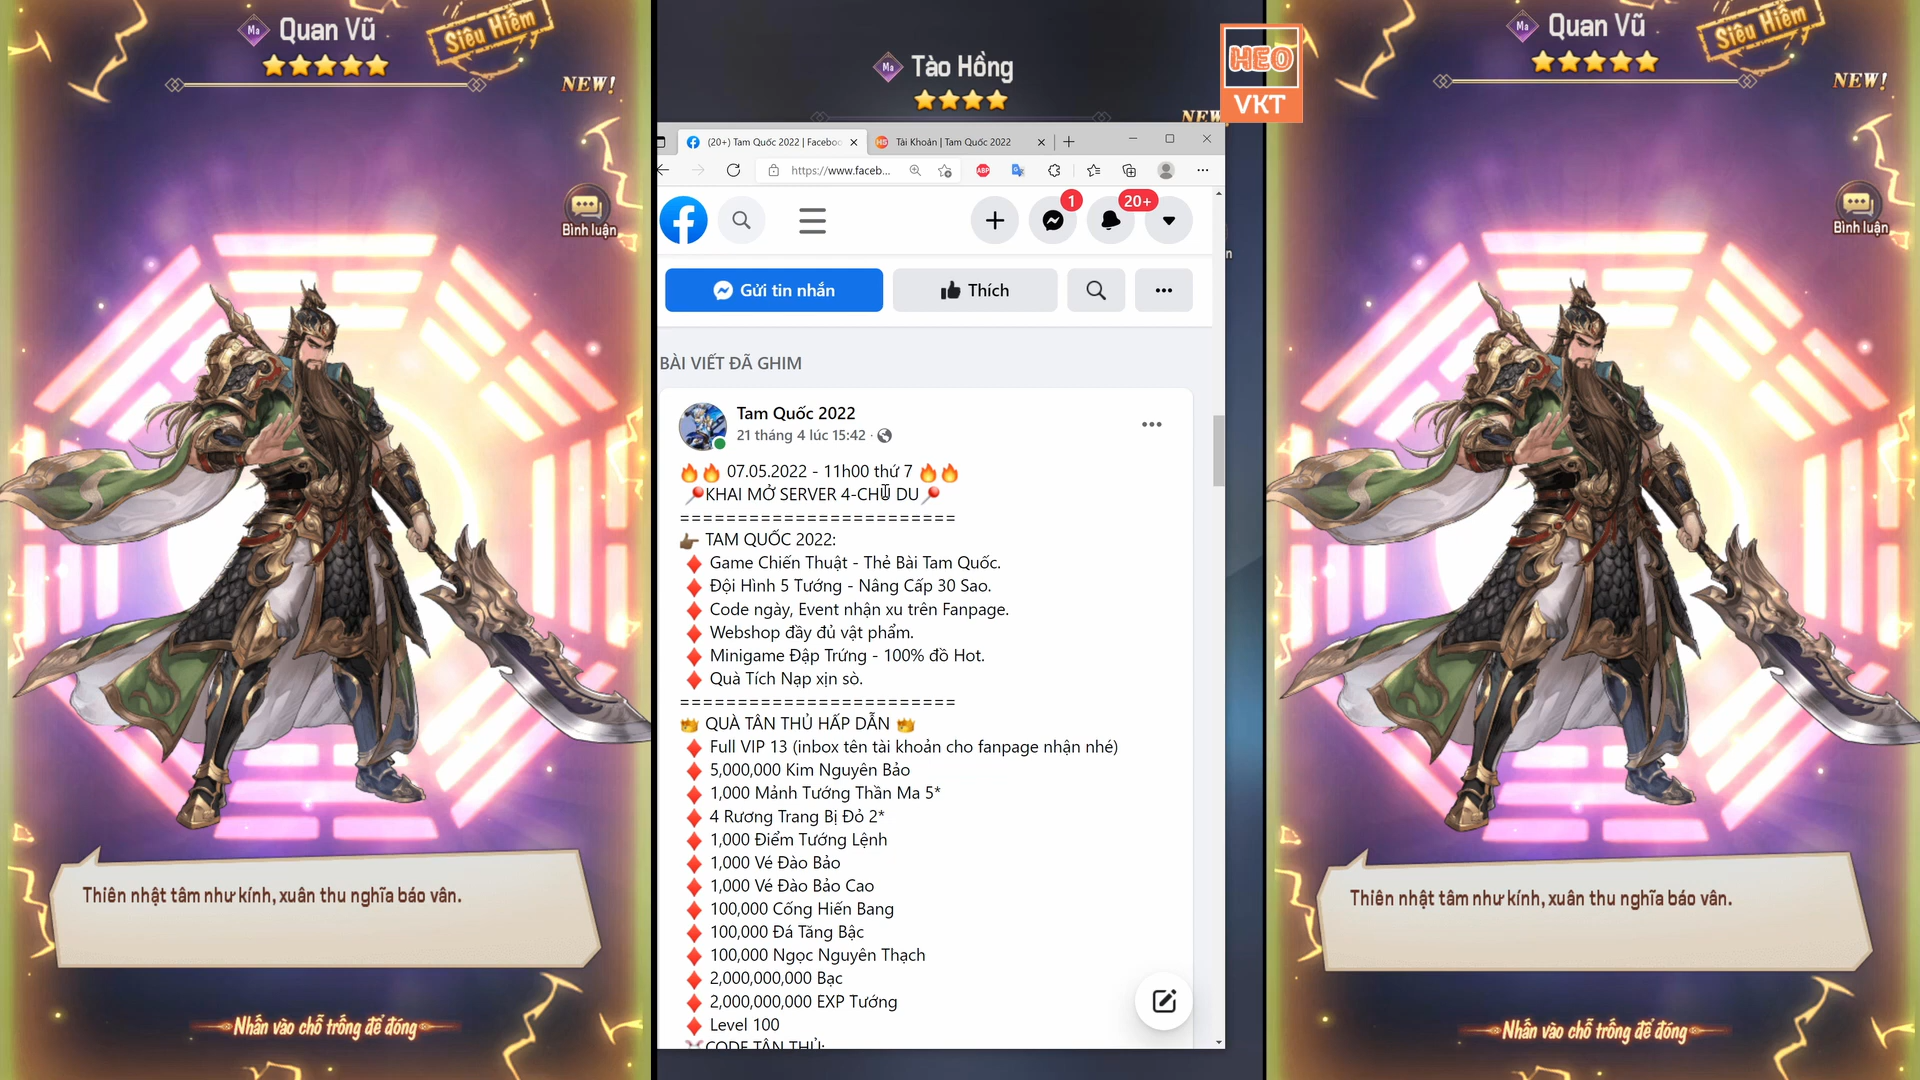 Ma Quan Vũ
Siêu Hiếm
NEW!
Bình luận
Thiên nhật tâm như kính, xuân thu nghĩa báo vân.
Nhấn vào chỗ trống để đóng
Ma Tào Hồng
NEW
HEO
VKT
(20+) Tam Quốc 2022 | Faceboo
Tài Khoản | Tam Quốc 2022
https://www.faceb...
ABP
1
20+
Gửi tin nhắn
Thích
BÀI VIẾT ĐÃ GHIM
Tam Quốc 2022
21 tháng 4 lúc 15:42 ·
🔥🔥 07.05.2022 - 11h00 thứ 7 🔥🔥
📍KHAI MỞ SERVER 4-CHU DU📍
========================
👉 TAM QUỐC 2022:
♦ Game Chiến Thuật - Thẻ Bài Tam Quốc.
♦ Đội Hình 5 Tướng - Nâng Cấp 30 Sao.
♦ Code ngày, Event nhận xu trên Fanpage.
♦ Webshop đầy đủ vật phẩm.
♦ Minigame Đập Trứng - 100% đồ Hot.
♦ Quà Tích Nạp xịn sò.
========================
👑 QUÀ TÂN THỦ HẤP DẪN 👑
♦ Full VIP 13 (inbox tên tài khoản cho fanpage nhận nhé)
♦ 5,000,000 Kim Nguyên Bảo
♦ 1,000 Mảnh Tướng Thần Ma 5*
♦ 4 Rương Trang Bị Đỏ 2*
♦ 1,000 Điểm Tướng Lệnh
♦ 1,000 Vé Đào Bảo
♦ 1,000 Vé Đào Bảo Cao
♦ 100,000 Cống Hiến Bang
♦ 100,000 Đá Tăng Bậc
♦ 100,000 Ngọc Nguyên Thạch
♦ 2,000,000,000 Bạc
♦ 2,000,000,000 EXP Tướng
♦ Level 100
CODE TÂN THỦ:
Ma Quan Vũ
Siêu Hiếm
NEW!
Bình luận
Thiên nhật tâm như kính, xuân thu nghĩa báo vân.
Nhấn vào chỗ trống để đóng